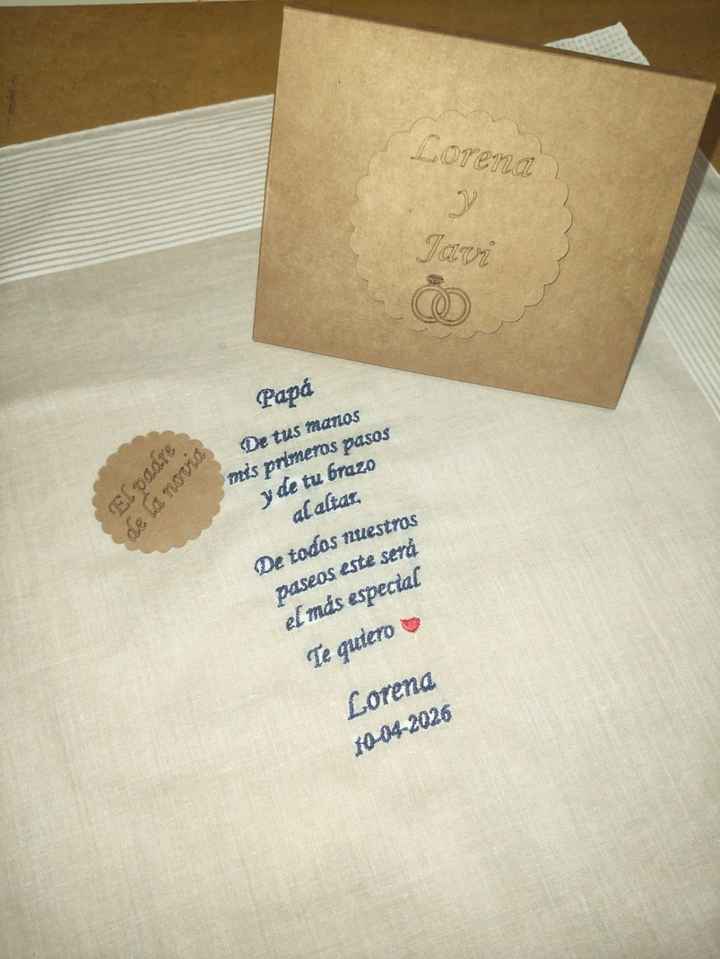 Lorena
y
Javi
Papá
De tus manos
mis primeros pasos
y de tu brazo
al altar.
De todos nuestros
paseos este será
el más especial
Te quiero
Lorena
10-04-2026
El padre
de la novia